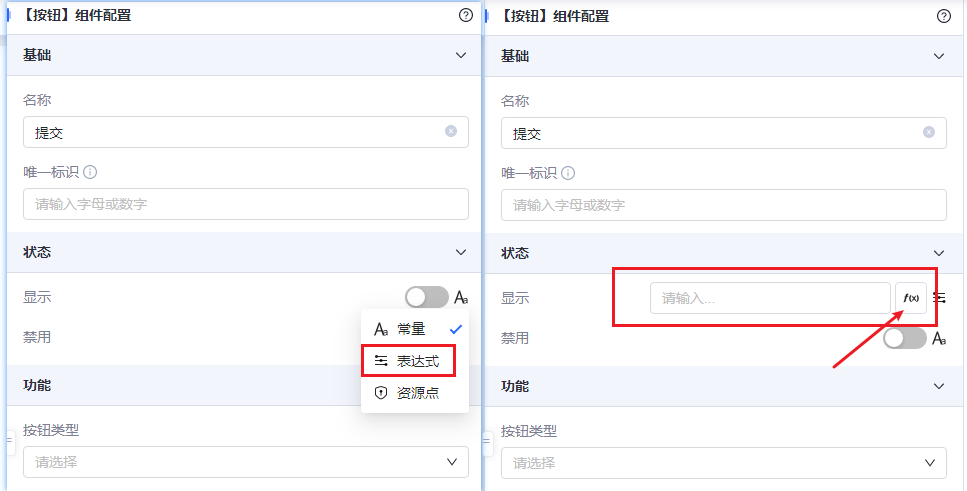 【按钮】组件配置
基础
名称
提交
唯一标识
请输入字母或数字
状态
显示
Aa
禁用
Aa 常量
表达式
资源点
功能
按钮类型
请选择
【按钮】组件配置
基础
名称
提交
唯一标识
请输入字母或数字
状态
显示
请输入...
f(x)
禁用
Aa
功能
按钮类型
请选择